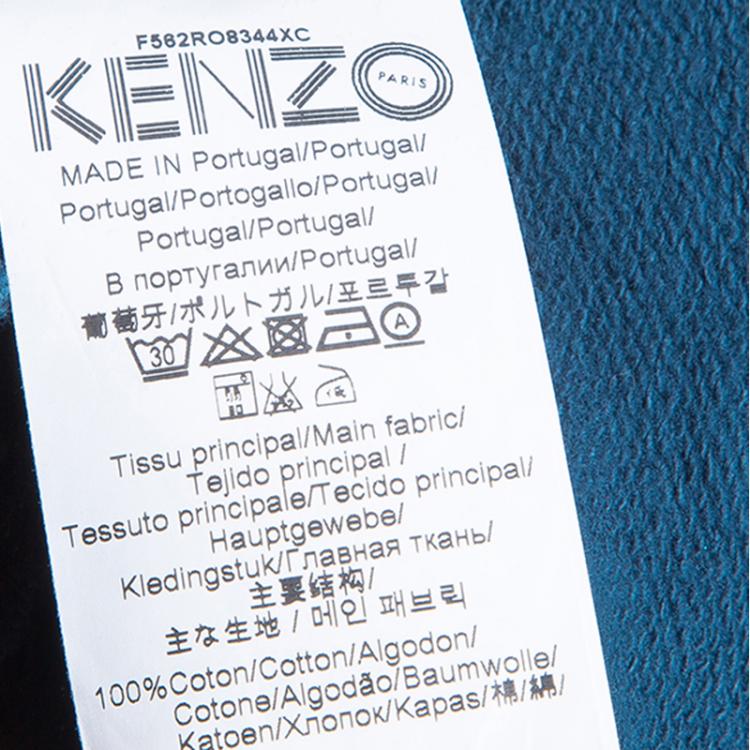 F562RO8344XC
KENZO PARIS
MADE IN Portugal/Portugal/
Portugal/Portogallo/Portugal/
Portugal/Portugal/
В португалии/Portugal/
葡萄牙/ポルトガル/포르투갈
30 A
Tissu principal/Main fabric/
Tejido principal /
Tessuto principale/Tecido principal/
Hauptgewebe/
Kledingstuk/Главная ткань/
主要结构/
主な生地 / 메인 패브릭
100%Coton/Cotton/Algodon/
Cotone/Algodão/Baumwolle/
Katoen/Хлопок/Kapas/棉/綿/